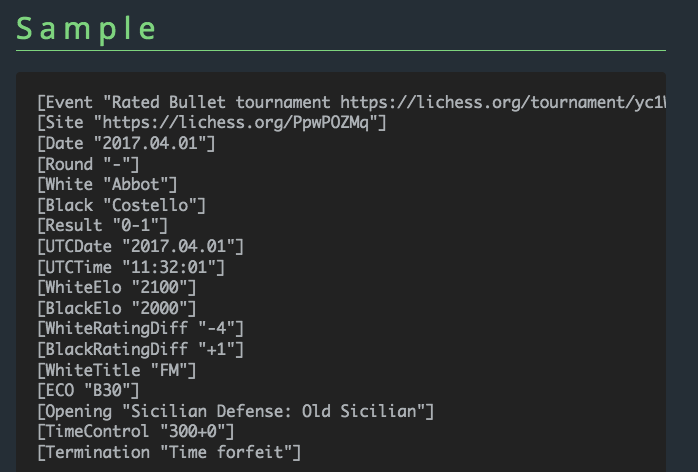 Sample
[Event "Rated Bullet tournament https://lichess.org/tournament/yc1
[Site "https://lichess.org/PpwPOZMq"]
[Date "2017.04.01"]
[Round "-"]
[White "Abbot"]
[Black "Costello"]
[Result "0-1"]
[UTCDate "2017.04.01"]
[UTCTime "11:32:01"]
[WhiteElo "2100"]
[BlackElo "2000"]
[WhiteRatingDiff "-4"]
[BlackRatingDiff "+1"]
[WhiteTitle "FM"]
[ECO "B30"]
[Opening "Sicilian Defense: Old Sicilian"]
[TimeControl "300+0"]
[Termination "Time forfeit"]